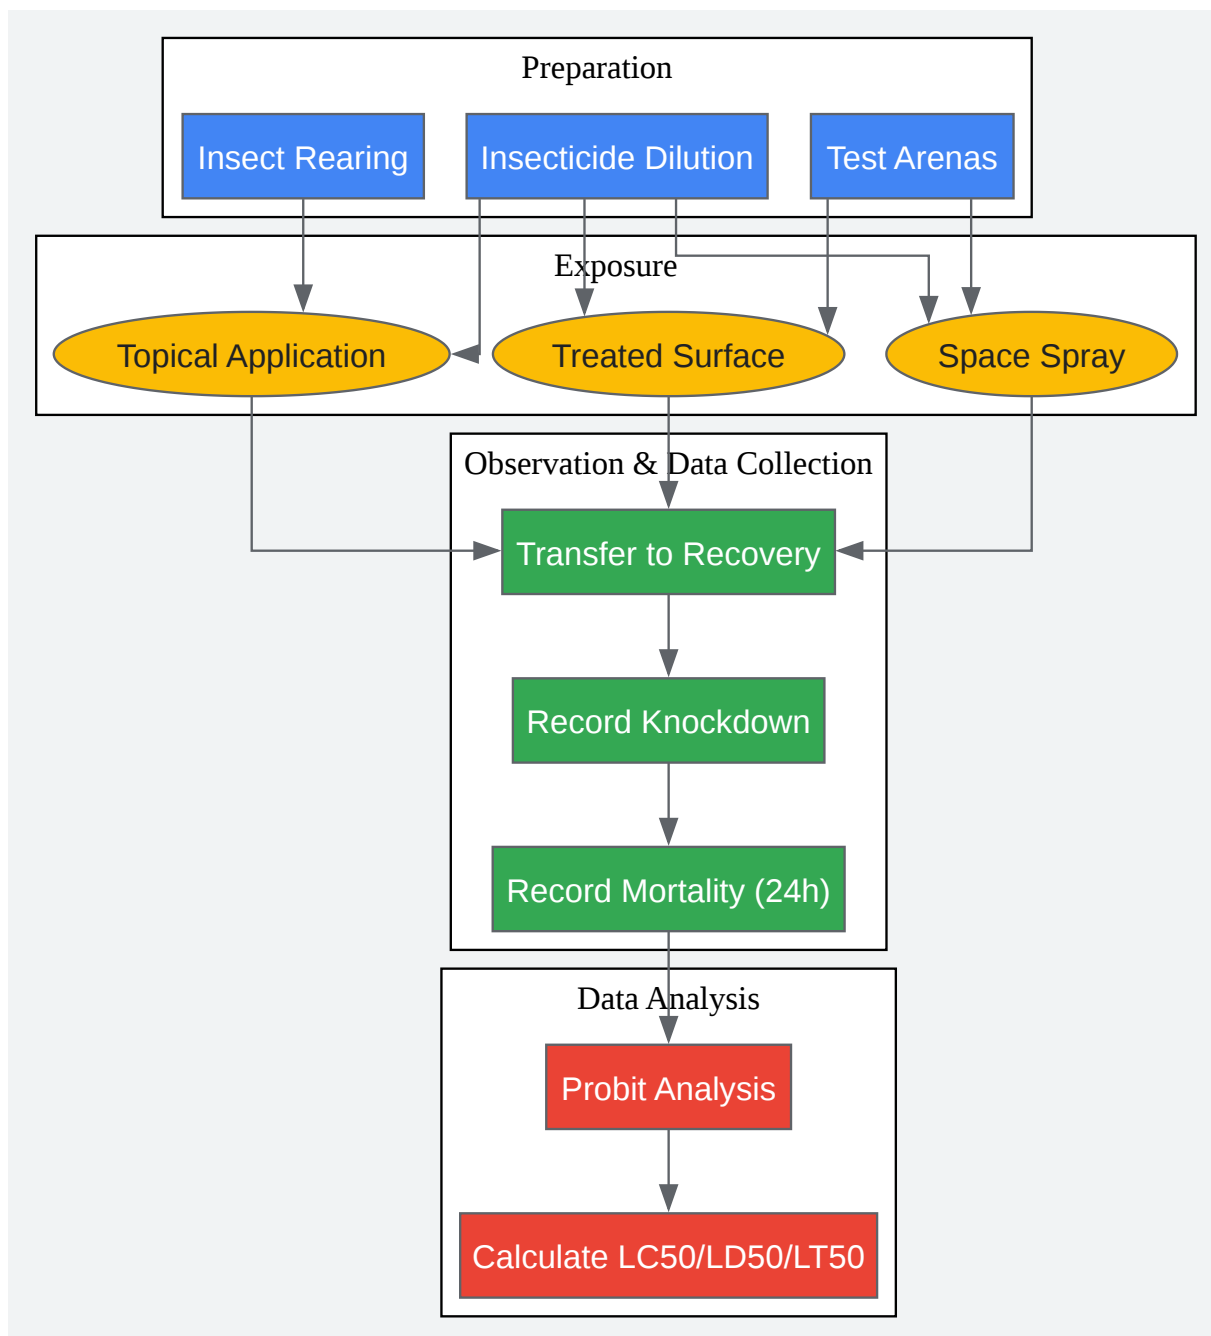 Preparation
Insect Rearing
Insecticide Dilution
Test Arenas
Exposure
Topical Application
Treated Surface
Space Spray
Observation & Data Collection
Transfer to Recovery
Record Knockdown
Record Mortality (24h)
Data Analysis
Probit Analysis
Calculate LC50/LD50/LT50